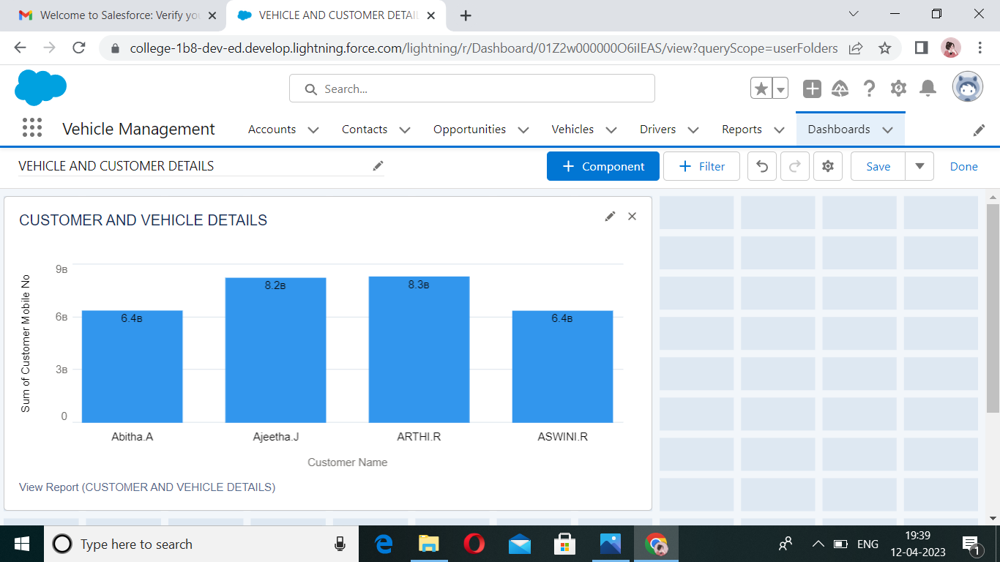 Welcome to Salesforce: Verify yo
VEHICLE AND CUSTOMER DETAI
college-1b8-dev-ed.develop.lightning.force.com/lightning/r/Dashboard/01Z2w000000O6iIEAS/view?queryScope=userFolders
Search...
Vehicle Management
Accounts
Contacts
Opportunities
Vehicles
Drivers
Reports
Dashboards
VEHICLE AND CUSTOMER DETAILS
+ Component
+ Filter
Save
Done
CUSTOMER AND VEHICLE DETAILS
Sum of Customer Mobile No
9B
6B
3B
0
6.4B
8.2B
8.3B
6.4B
Abitha.A
Ajeetha.J
ARTHI.R
ASWINI.R
Customer Name
View Report (CUSTOMER AND VEHICLE DETAILS)
Type here to search
ENG
19:39
12-04-2023
1